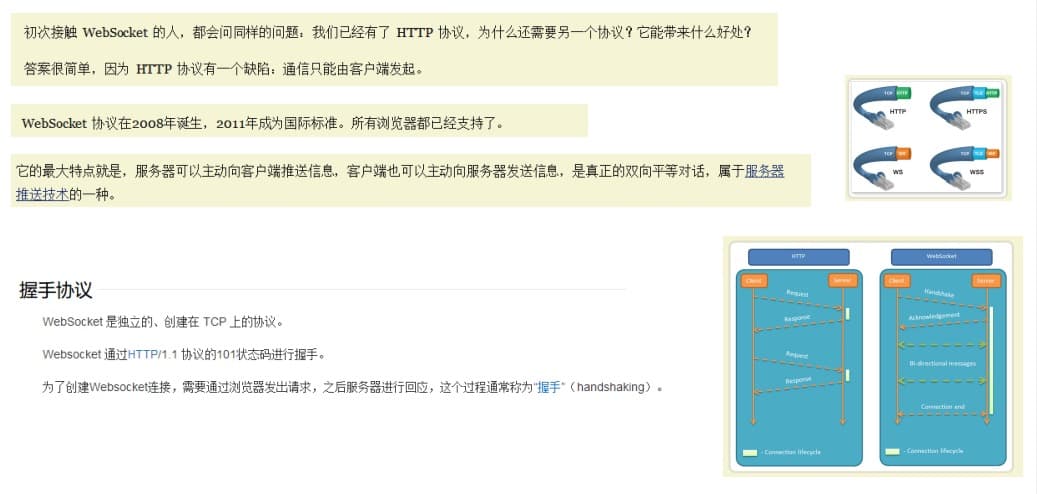 初次接触 WebSocket 的人，都会问同样的问题：我们已经有了 HTTP 协议，为什么还需要另一个协议？它能带来什么好处？
答案很简单，因为 HTTP 协议有一个缺陷：通信只能由客户端发起。
WebSocket 协议在2008年诞生，2011年成为国际标准。所有浏览器都已经支持了。
它的最大特点就是，服务器可以主动向客户端推送信息，客户端也可以主动向服务器发送信息，是真正的双向平等对话，属于服务器
推送技术的一种。
TCP HTTP
HTTP
TCP TLS HTTP
HTTPS
TCP
WS
TCP
WSS
握手协议
WebSocket 是独立的、创建在 TCP 上的协议。
Websocket 通过HTTP/1.1 协议的101状态码进行握手。
为了创建Websocket连接，需要通过浏览器发出请求，之后服务器进行回应，这个过程通常称为“握手”（handshaking）。
HTTP
Client
Server
Request
Response
Request
Response
- Connection lifecycle
WebSocket
Client
Server
Handshake
Acknowledgement
Bi-directional messages
Connection end
- Connection lifecycle